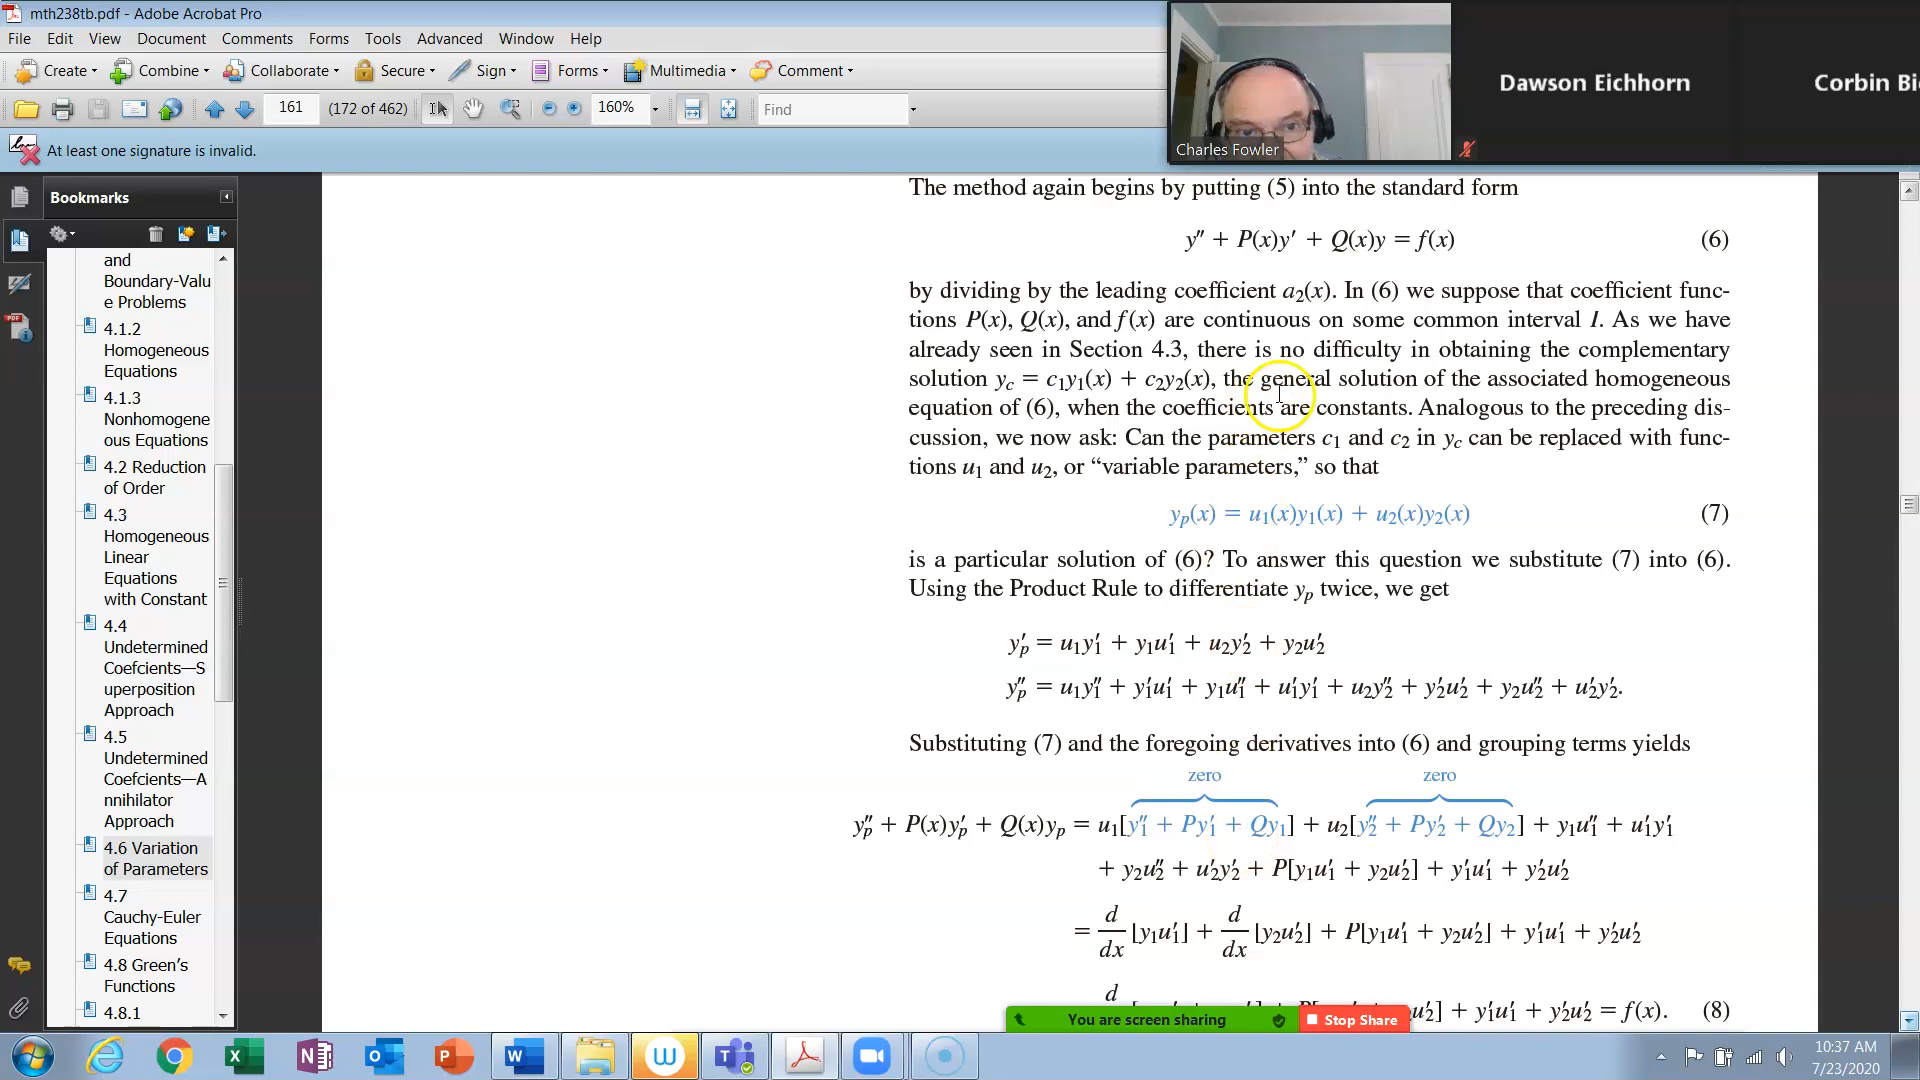 mth238tb.pdf - Adobe Acrobat Pro
File Edit View Document Comments Forms Tools Advanced Window Help
Create Combine Collaborate Secure Sign Forms Multimedia Comment
161 (172 of 462) 160% Find
At least one signature is invalid.
Charles Fowler
Dawson Eichhorn
Corbin Bi
Bookmarks
and
Boundary-Valu
e Problems
4.1.2
Homogeneous
Equations
4.1.3
Nonhomogene
ous Equations
4.2 Reduction
of Order
4.3
Homogeneous
Linear
Equations
with Constant
4.4
Undetermined
Coefcients—S
uperposition
Approach
4.5
Undetermined
Coefcients—A
nnihilator
Approach
4.6 Variation
of Parameters
4.7
Cauchy-Euler
Equations
4.8 Green's
Functions
4.8.1
The method again begins by putting (5) into the standard form
y″ + P(x)y′ + Q(x)y = f(x) (6)
by dividing by the leading coefficient a₂(x). In (6) we suppose that coefficient func-
tions P(x), Q(x), and f(x) are continuous on some common interval I. As we have
already seen in Section 4.3, there is no difficulty in obtaining the complementary
solution y_c = c₁y₁(x) + c₂y₂(x), the general solution of the associated homogeneous
equation of (6), when the coefficients are constants. Analogous to the preceding dis-
cussion, we now ask: Can the parameters c₁ and c₂ in y_c can be replaced with func-
tions u₁ and u₂, or “variable parameters,” so that
y_p(x) = u₁(x)y₁(x) + u₂(x)y₂(x) (7)
is a particular solution of (6)? To answer this question we substitute (7) into (6).
Using the Product Rule to differentiate y_p twice, we get
y′_p = u₁y′₁ + y₁u′₁ + u₂y′₂ + y₂u′₂
y″_p = u₁y″₁ + y′₁u′₁ + y₁u″₁ + u′₁y′₁ + u₂y″₂ + y′₂u′₂ + y₂u″₂ + u′₂y′₂.
Substituting (7) and the foregoing derivatives into (6) and grouping terms yields
zero zero
y″_p + P(x)y′_p + Q(x)y_p = u₁[y″₁ + Py′₁ + Qy₁] + u₂[y″₂ + Py′₂ + Qy₂] + y₁u″₁ + u′₁y′₁
+ y₂u″₂ + u′₂y′₂ + P[y₁u′₁ + y₂u′₂] + y′₁u′₁ + y′₂u′₂
= d/dx [y₁u′₁] + d/dx [y₂u′₂] + P[y₁u′₁ + y₂u′₂] + y′₁u′₁ + y′₂u′₂
d u′₂] + y′₁u′₁ + y′₂u′₂ = f(x). (8)
You are screen sharing Stop Share
10:37 AM
7/23/2020